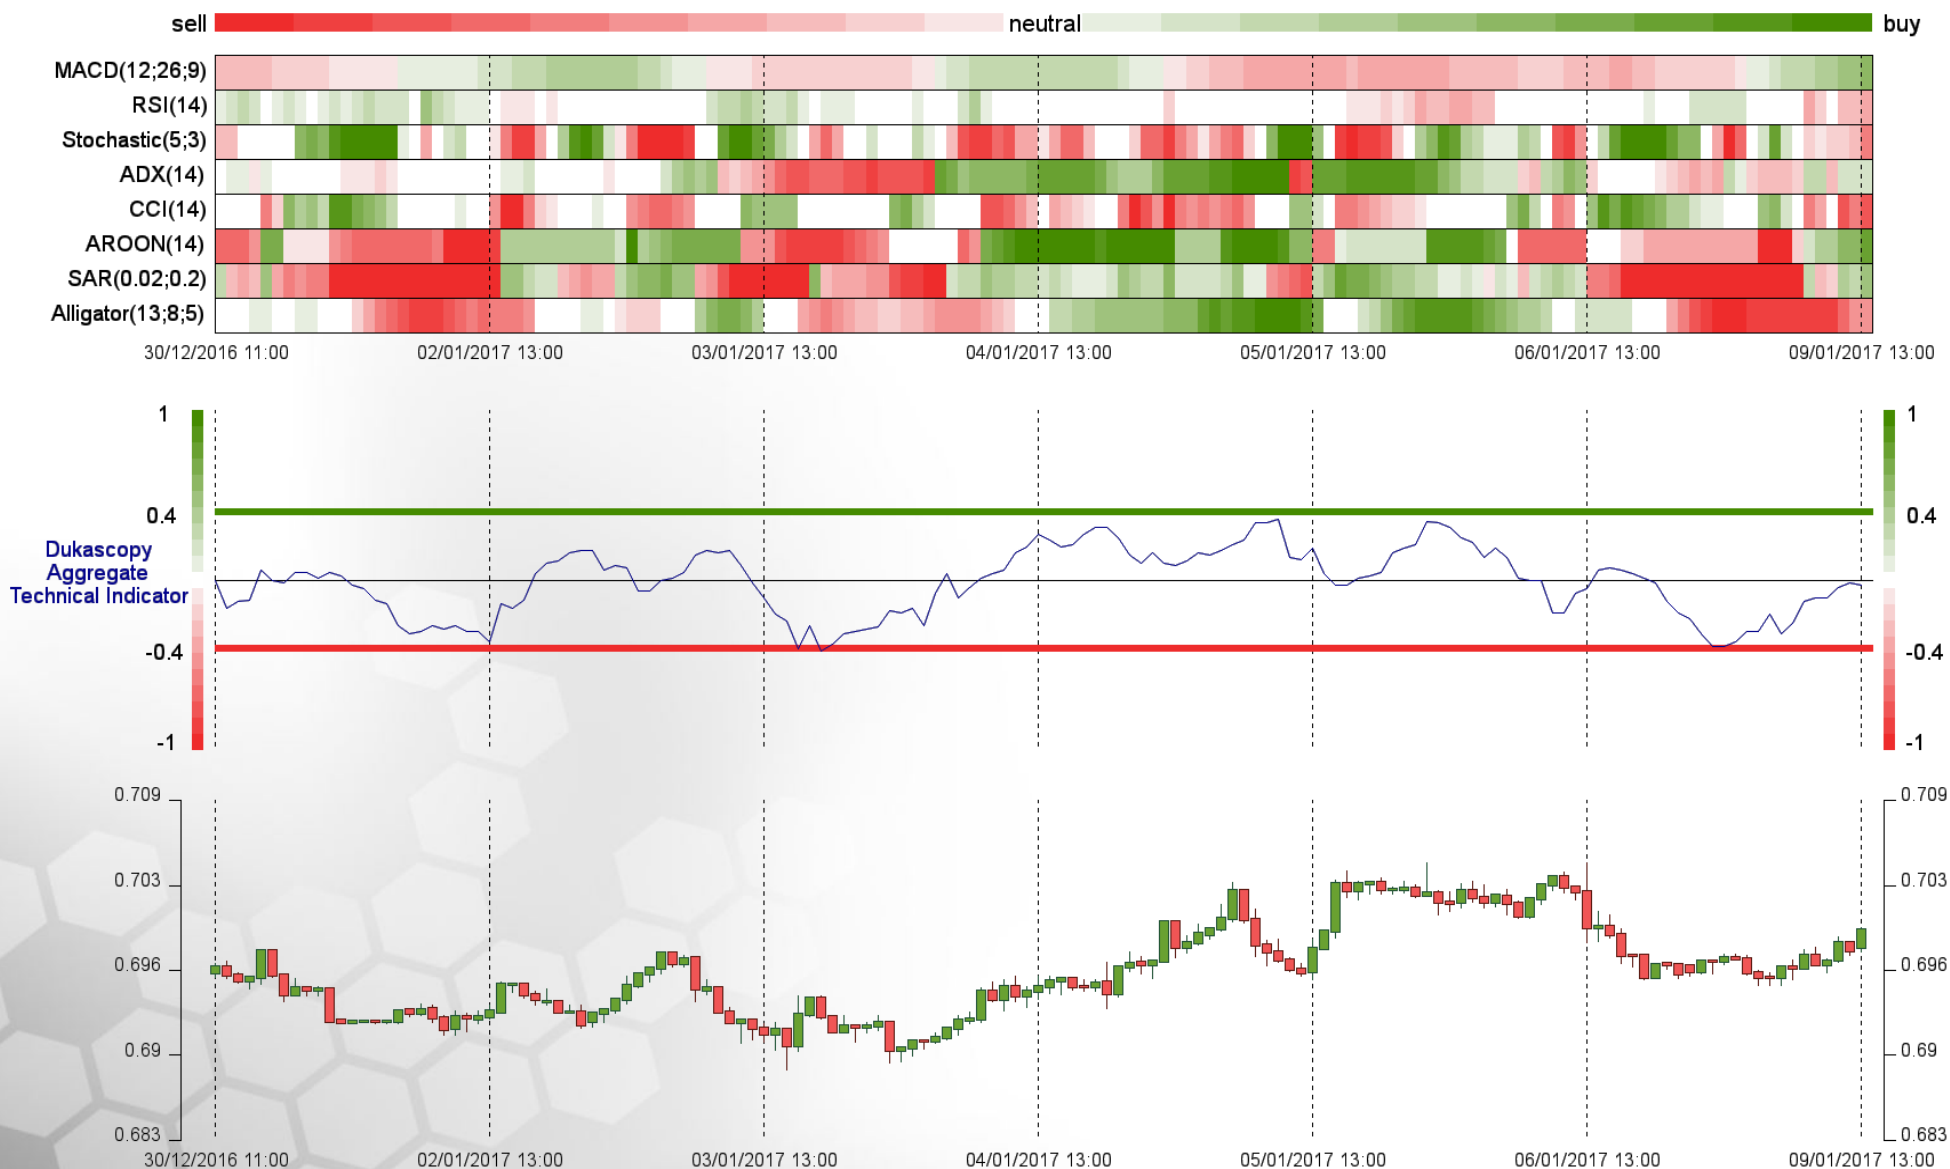 sell neutral buy
MACD(12;26;9)
RSI(14)
Stochastic(5;3)
ADX(14)
CCI(14)
AROON(14)
SAR(0.02;0.2)
Alligator(13;8;5)
30/12/2016 11:00 02/01/2017 13:00 03/01/2017 13:00 04/01/2017 13:00 05/01/2017 13:00 06/01/2017 13:00 09/01/2017 13:00
1 1
0.4 0.4
Dukascopy
Aggregate
Technical Indicator
-0.4 -0.4
-1 -1
0.709 0.709
0.703 0.703
0.696 0.696
0.69 0.69
0.683 0.683
30/12/2016 11:00 02/01/2017 13:00 03/01/2017 13:00 04/01/2017 13:00 05/01/2017 13:00 06/01/2017 13:00 09/01/2017 13:00